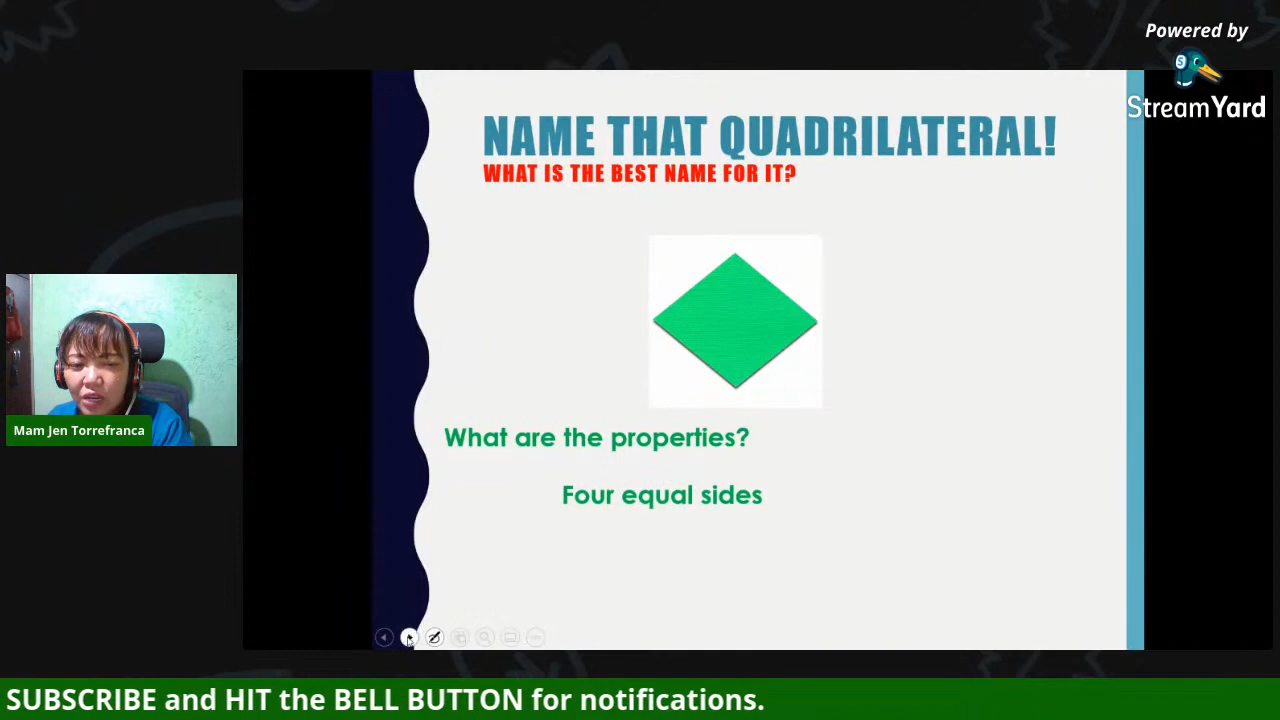 Powered by
StreamYard
NAME THAT QUADRILATERAL!
WHAT IS THE BEST NAME FOR IT?
What are the properties?
Four equal sides
Mam Jen Torrefranca
SUBSCRIBE and HIT the BELL BUTTON for notifications.